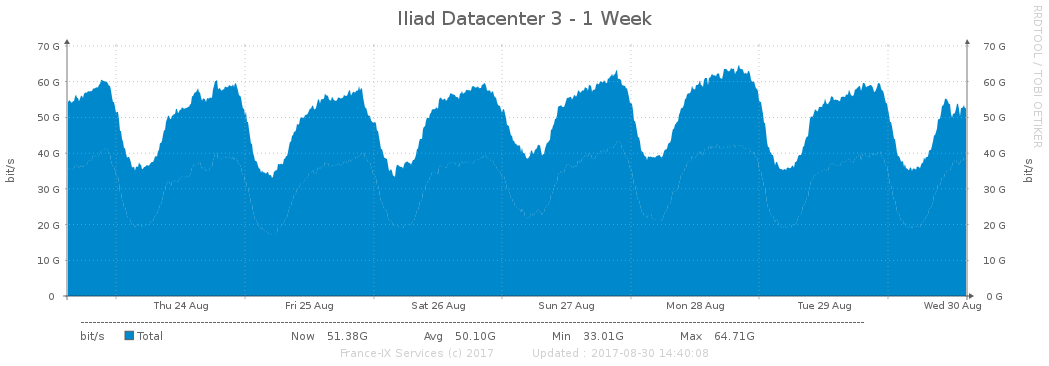 Iliad Datacenter 3 - 1 Week
RRDTOOL / TOBI OETIKER
70 G 70 G
60 G 60 G
50 G 50 G
40 G 40 G
30 G 30 G
20 G 20 G
10 G 10 G
0 0 G
bit/s
bit/s
Thu 24 Aug Fri 25 Aug Sat 26 Aug Sun 27 Aug Mon 28 Aug Tue 29 Aug Wed 30 Aug
bit/s Total Now 51.38G Avg 50.10G Min 33.01G Max 64.71G
France-IX Services (c) 2017 Updated : 2017-08-30 14:40:08